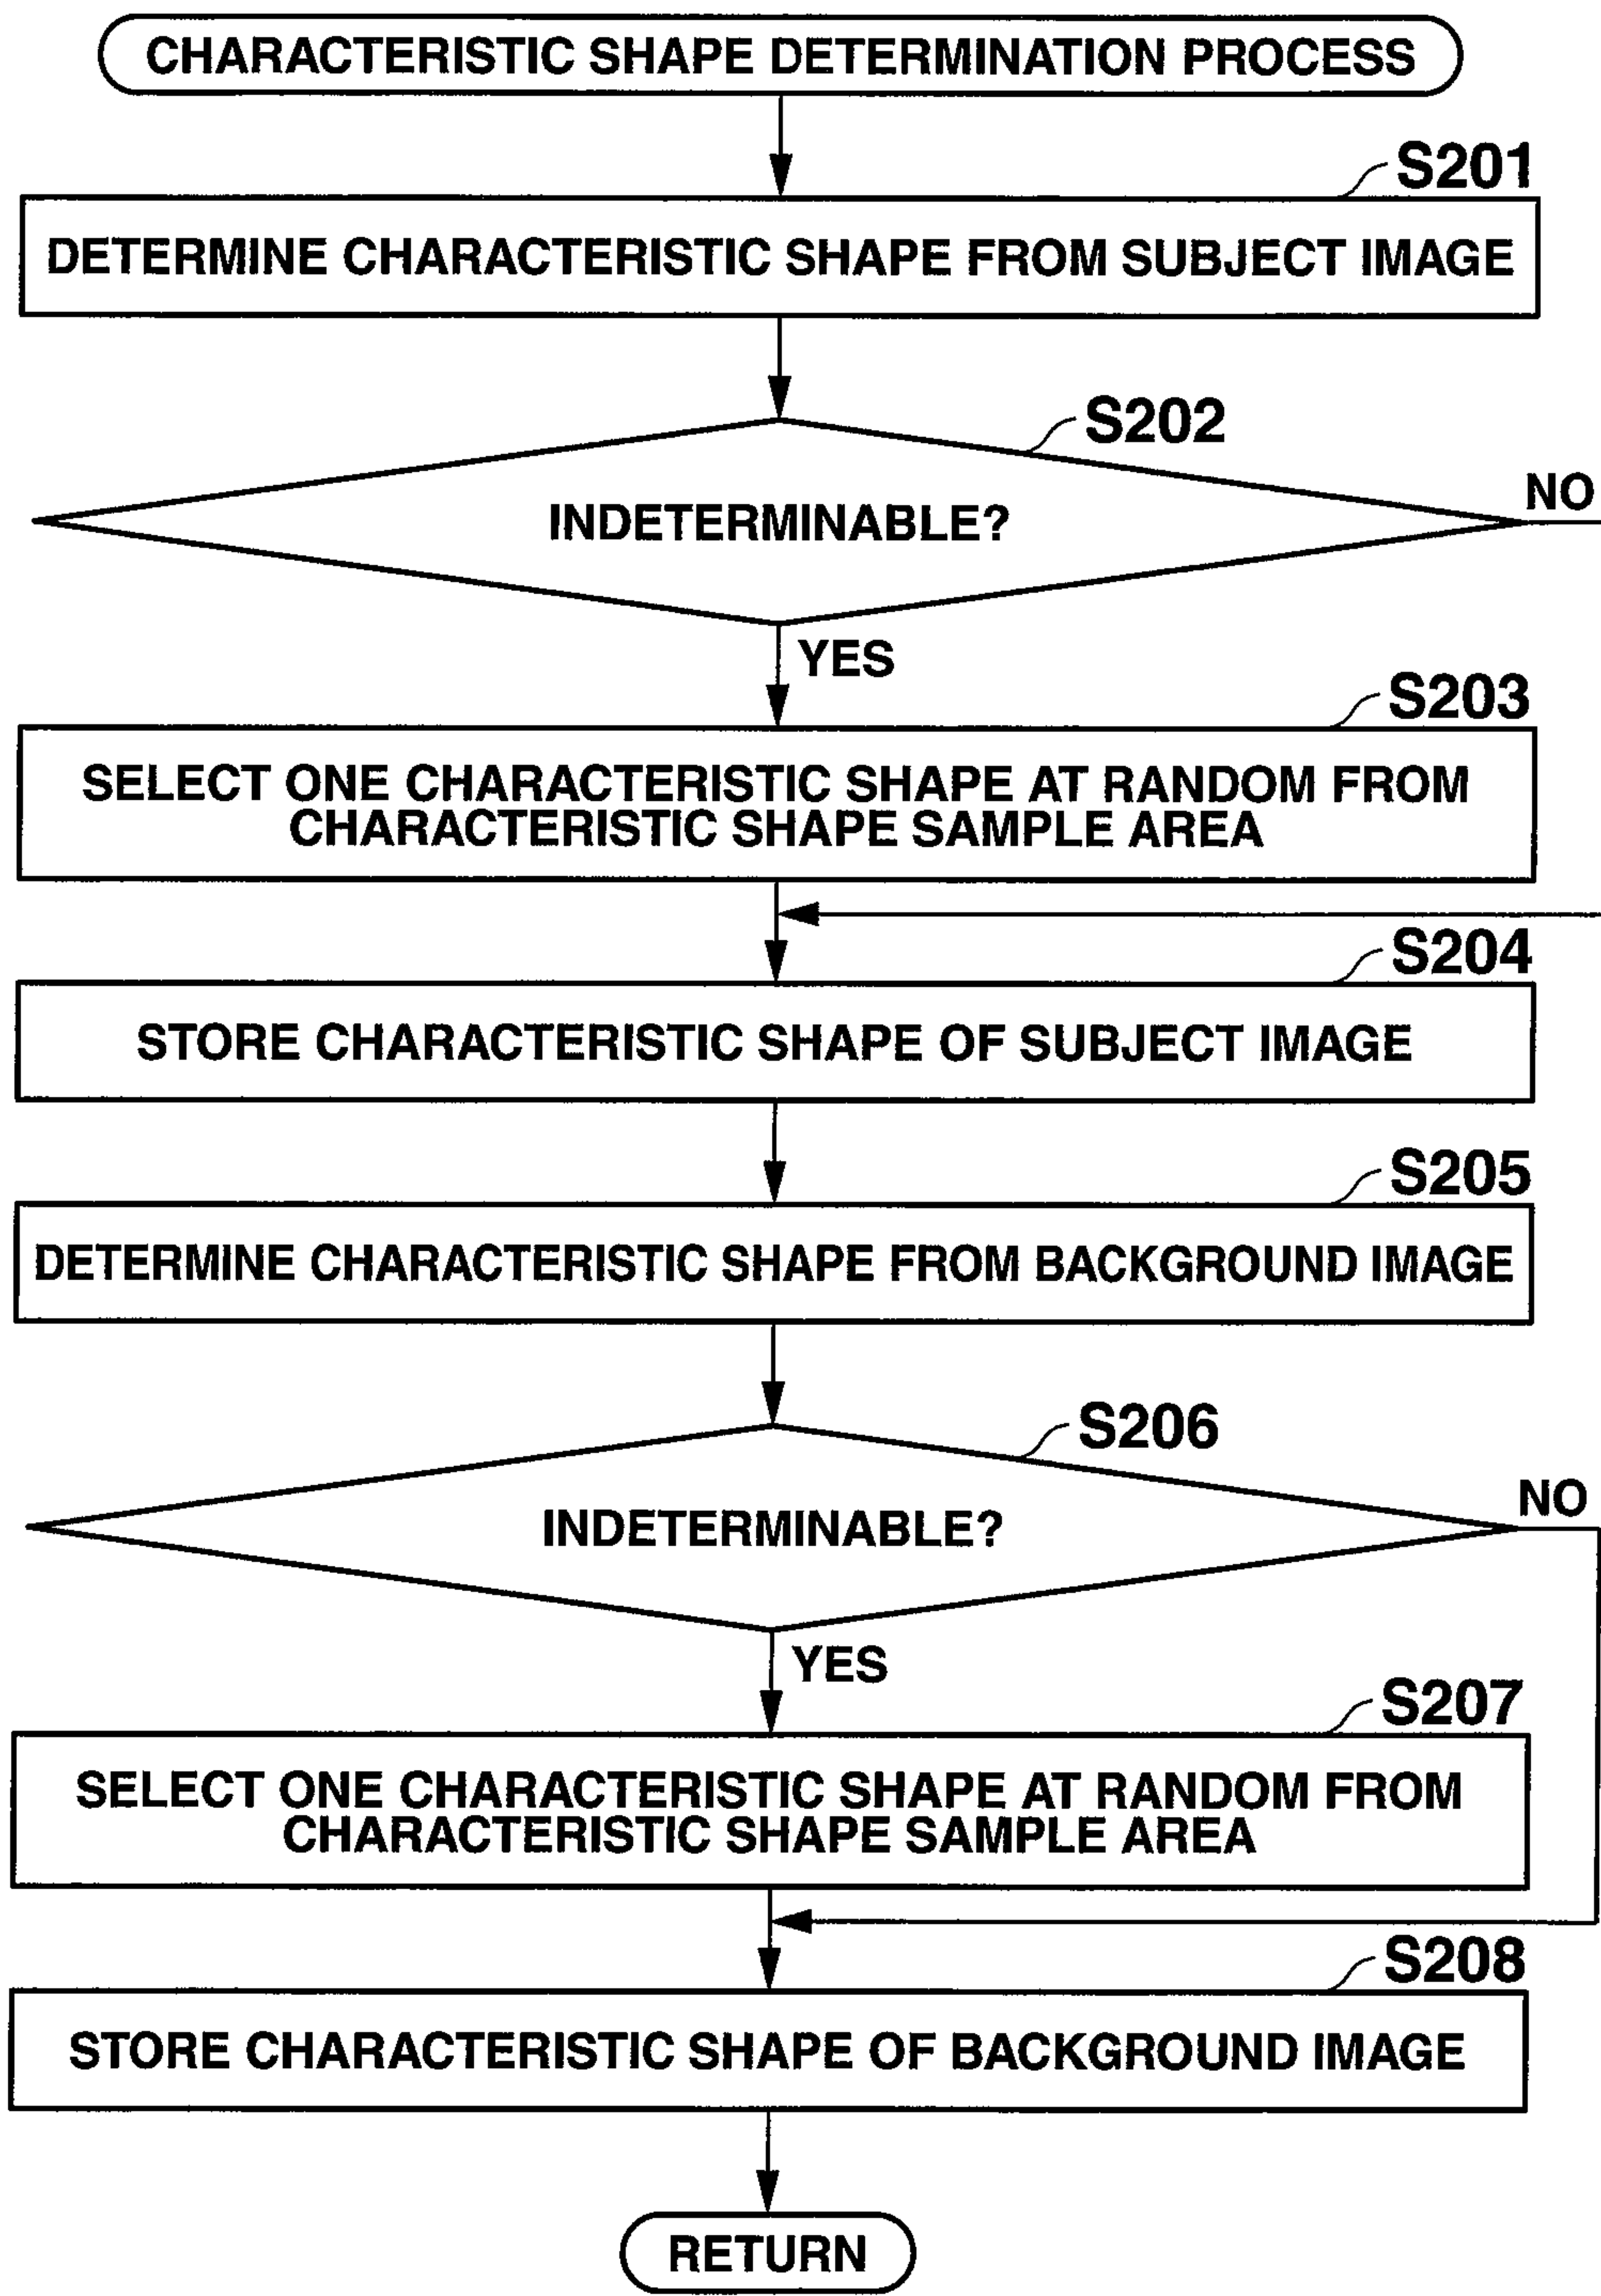 CHARACTERISTIC SHAPE DETERMINATION PROCESS
S201
DETERMINE CHARACTERISTIC SHAPE FROM SUBJECT IMAGE
S202
INDETERMINABLE?
NO
YES
S203
SELECT ONE CHARACTERISTIC SHAPE AT RANDOM FROM
CHARACTERISTIC SHAPE SAMPLE AREA
S204
STORE CHARACTERISTIC SHAPE OF SUBJECT IMAGE
S205
DETERMINE CHARACTERISTIC SHAPE FROM BACKGROUND IMAGE
S206
INDETERMINABLE?
NO
YES
S207
SELECT ONE CHARACTERISTIC SHAPE AT RANDOM FROM
CHARACTERISTIC SHAPE SAMPLE AREA
S208
STORE CHARACTERISTIC SHAPE OF BACKGROUND IMAGE
RETURN